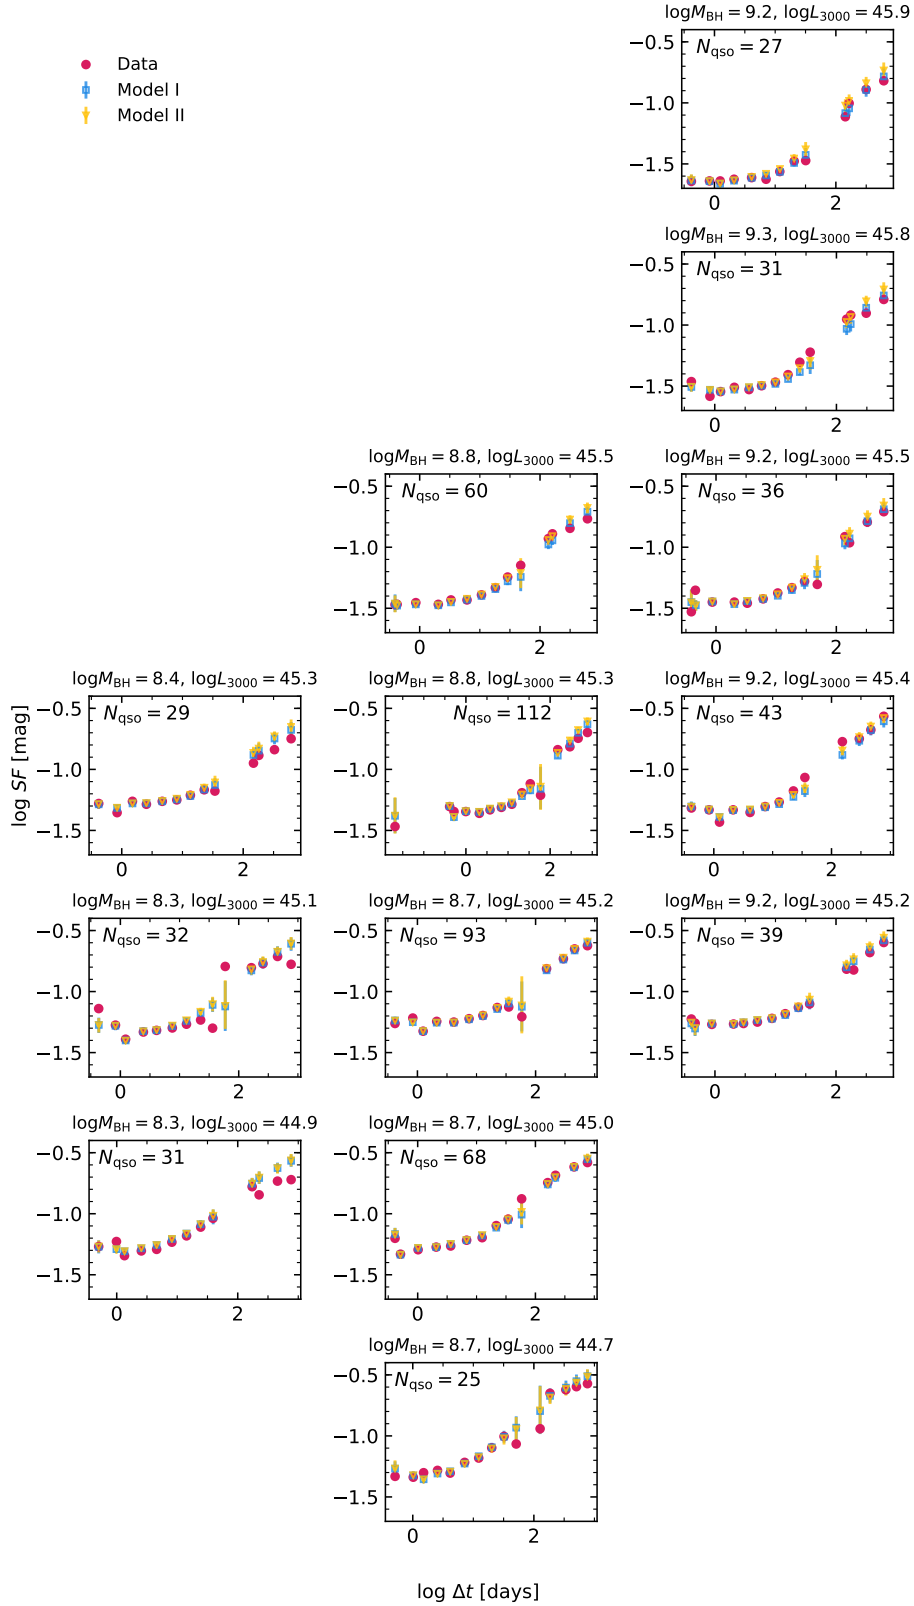 Data
Model I
Model II
logM_BH = 9.2, logL_3000 = 45.9
N_qso = 27
−0.5
−1.0
−1.5
0 2
logM_BH = 9.3, logL_3000 = 45.8
N_qso = 31
−0.5
−1.0
−1.5
0 2
logM_BH = 8.8, logL_3000 = 45.5
N_qso = 60
−0.5
−1.0
−1.5
0 2
logM_BH = 9.2, logL_3000 = 45.5
N_qso = 36
−0.5
−1.0
−1.5
0 2
log SF [mag]
logM_BH = 8.4, logL_3000 = 45.3
N_qso = 29
−0.5
−1.0
−1.5
0 2
logM_BH = 8.8, logL_3000 = 45.3
N_qso = 112
−0.5
−1.0
−1.5
0 2
logM_BH = 9.2, logL_3000 = 45.4
N_qso = 43
−0.5
−1.0
−1.5
0 2
logM_BH = 8.3, logL_3000 = 45.1
N_qso = 32
−0.5
−1.0
−1.5
0 2
logM_BH = 8.7, logL_3000 = 45.2
N_qso = 93
−0.5
−1.0
−1.5
0 2
logM_BH = 9.2, logL_3000 = 45.2
N_qso = 39
−0.5
−1.0
−1.5
0 2
logM_BH = 8.3, logL_3000 = 44.9
N_qso = 31
−0.5
−1.0
−1.5
0 2
logM_BH = 8.7, logL_3000 = 45.0
N_qso = 68
−0.5
−1.0
−1.5
0 2
logM_BH = 8.7, logL_3000 = 44.7
N_qso = 25
−0.5
−1.0
−1.5
0 2
log Δt [days]